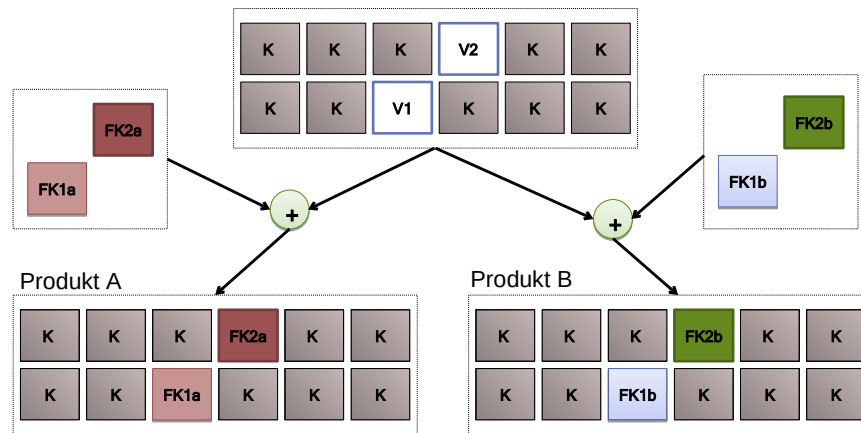 K K K V2 K K
K K V1 K K K
FK2a
FK1a
FK2b
FK1b
+
+
Produkt A
K K K FK2a K K
K K FK1a K K K
Produkt B
K K K FK2b K K
K K FK1b K K K